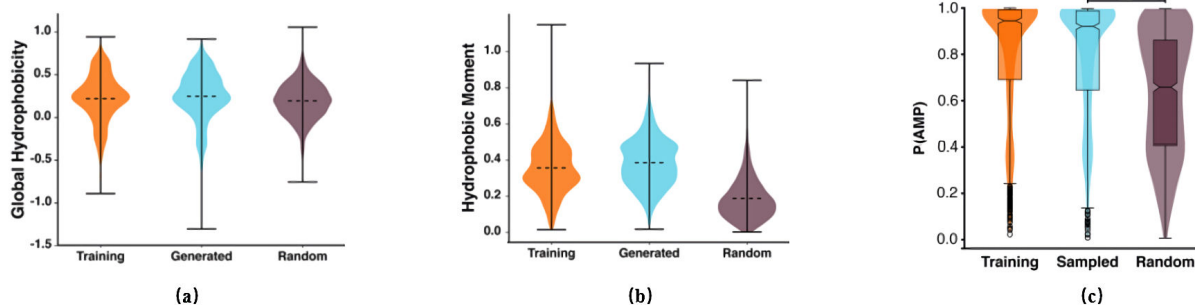 Global Hydrophobicity
1.0
0.5
0.0
-0.5
-1.0
-1.5
Training Generated Random
(a)
Hydrophobic Moment
1.0
0.8
0.6
0.4
0.2
0.0
Training Generated Random
(b)
P(AMP)
1.0
0.8
0.6
0.4
0.2
0.0
Training Sampled Random
(c)